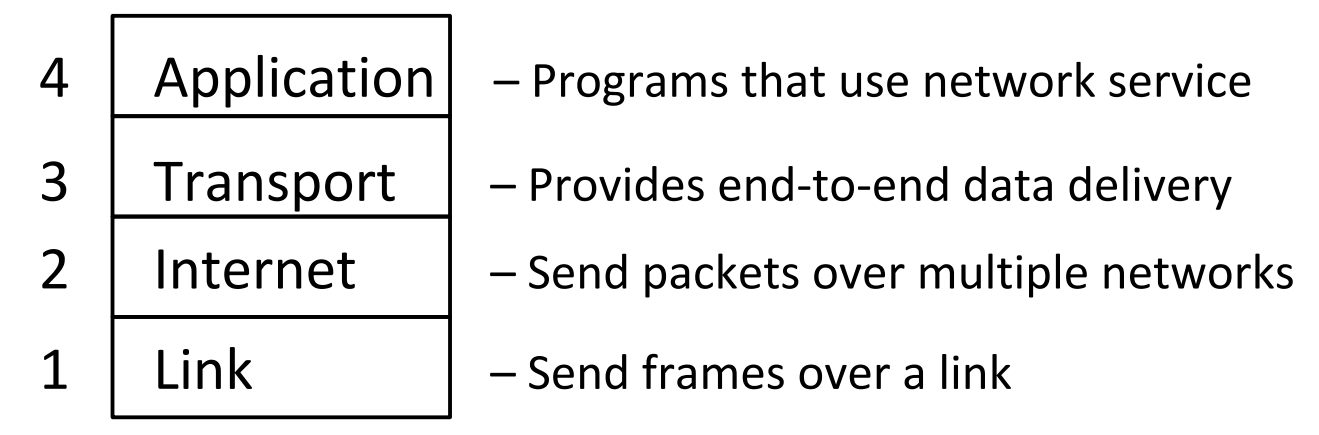 4 Application – Programs that use network service
3 Transport – Provides end-to-end data delivery
2 Internet – Send packets over multiple networks
1 Link – Send frames over a link